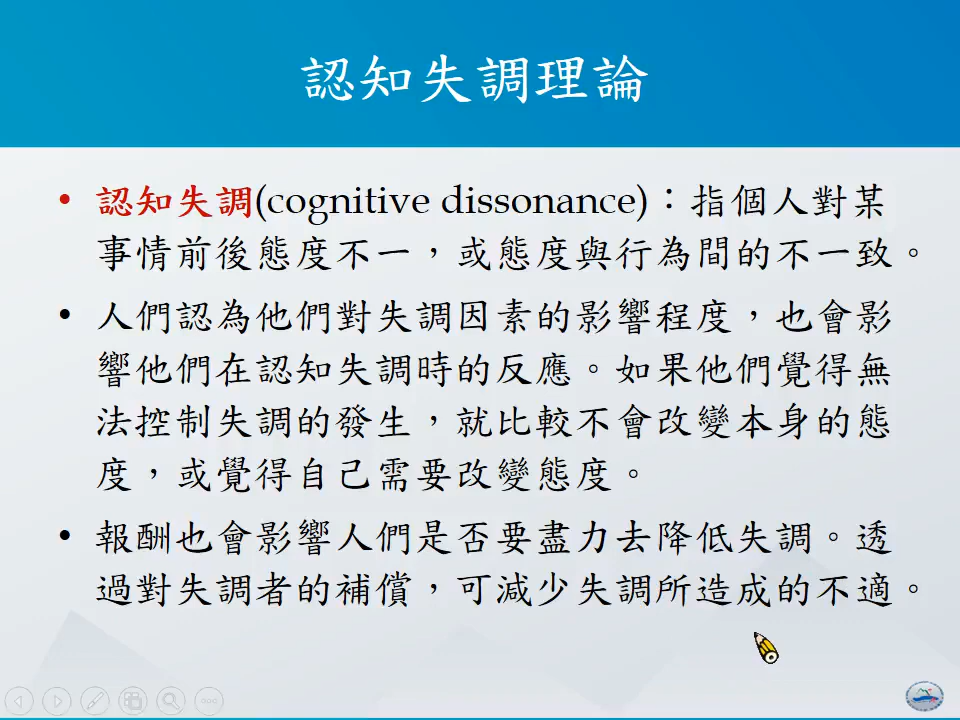 認知失調理論
• 認知失調(cognitive dissonance)：指個人對某
事情前後態度不一，或態度與行為間的不一致。
• 人們認為他們對失調因素的影響程度，也會影
響他們在認知失調時的反應。如果他們覺得無
法控制失調的發生，就比較不會改變本身的態
度，或覺得自己需要改變態度。
• 報酬也會影響人們是否要盡力去降低失調。透
過對失調者的補償，可減少失調所造成的不適。